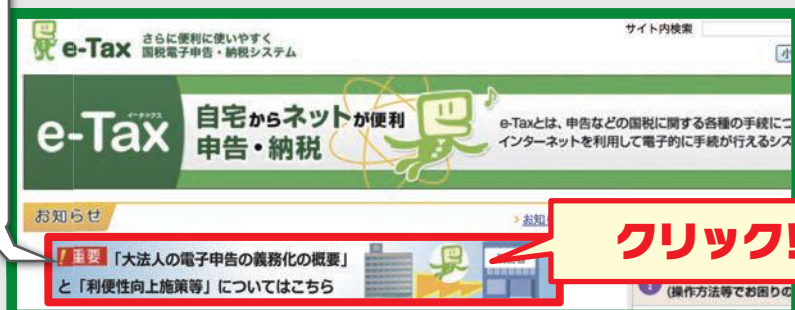 e-Tax
さらに便利に使いやすく
国税電子申告・納税システム
サイト内検索
小
イータックス
e-Tax
自宅からネットが便利
申告・納税
e-Taxとは、申告などの国税に関する各種の手続につ
インターネットを利用して電子的に手続が行えるシス
お知らせ
お知
!重要 「大法人の電子申告の義務化の概要」
と「利便性向上施策等」についてはこちら
クリック!
(操作方法等でお困りの